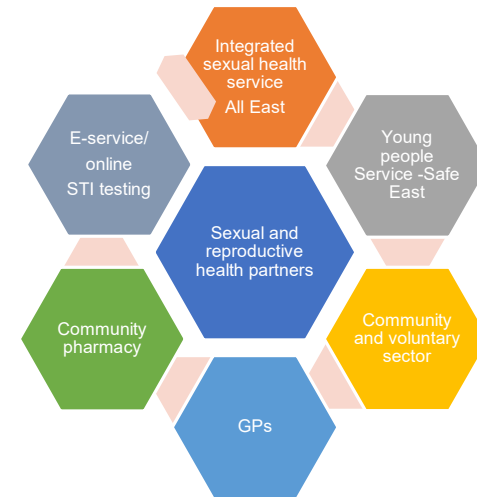 Integrated
sexual health
service
All East
E-service/
online
STI testing
Young
people
Service -Safe
East
Sexual and
reproductive
health partners
Community
pharmacy
Community
and voluntary
sector
GPs